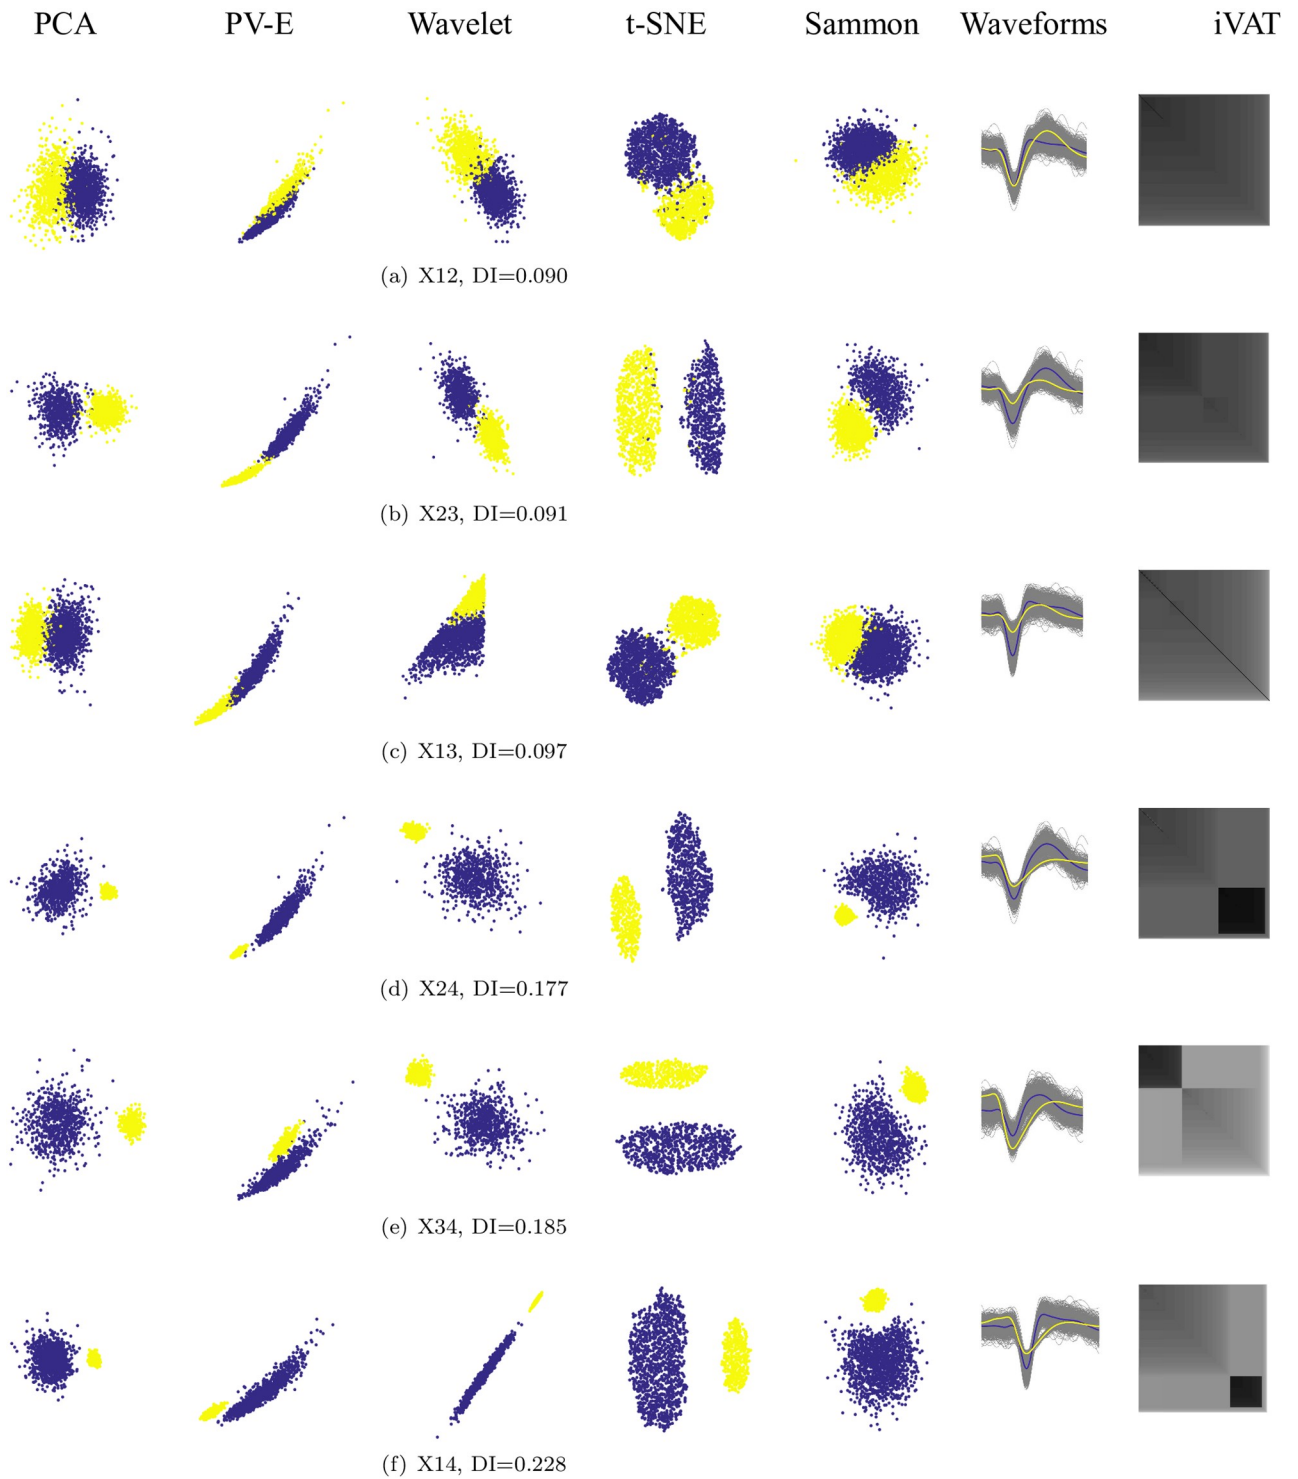 PCA PV-E Wavelet t-SNE Sammon Waveforms iVAT
(a) X12, DI=0.090
(b) X23, DI=0.091
(c) X13, DI=0.097
(d) X24, DI=0.177
(e) X34, DI=0.185
(f) X14, DI=0.228